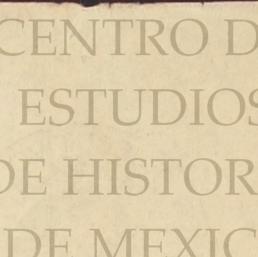 CENTRO D
ESTUDIOS
DE HISTOR
DE MEXIC